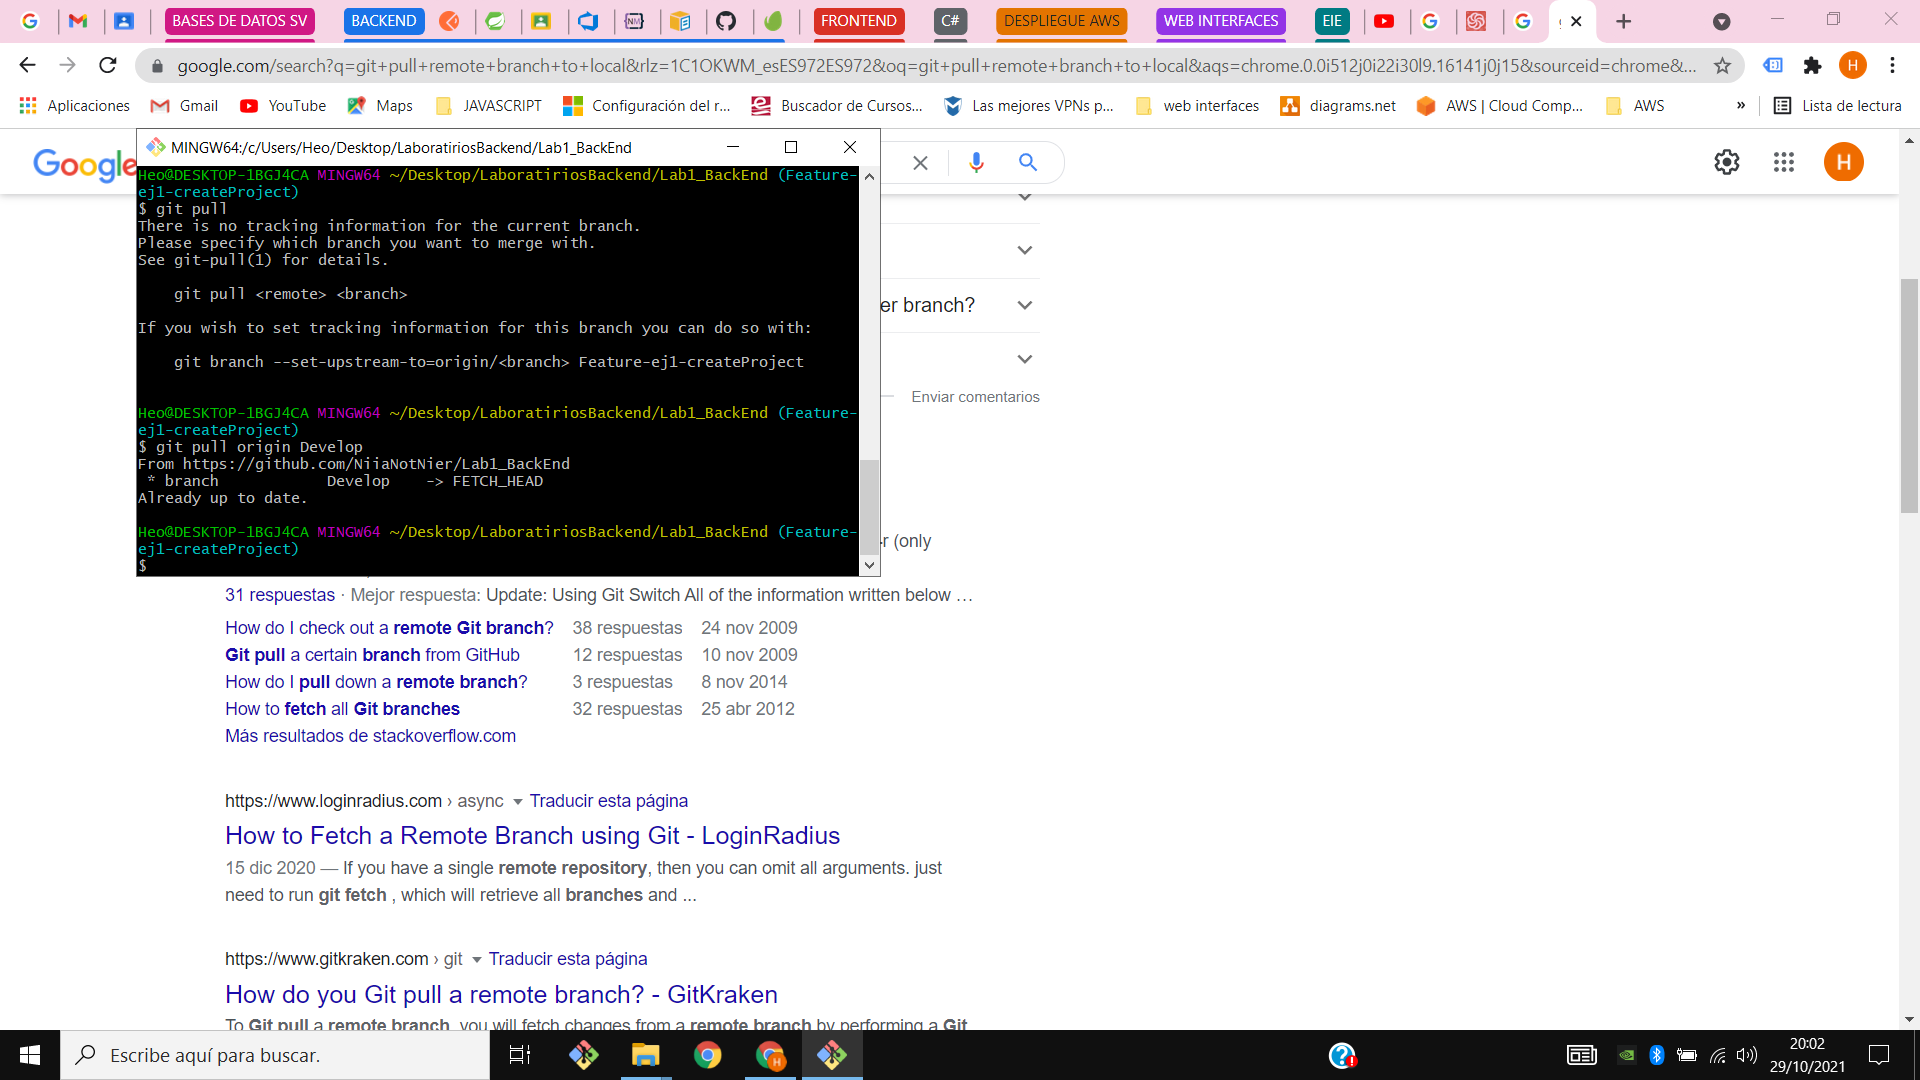 BASES DE DATOS SV
BACKEND
FRONTEND
C#
DESPLIEGUE AWS
WEB INTERFACES
EIE
google.com/search?q=git+pull+remote+branch+to+local&rlz=1C1OKWM_esES972ES972&oq=git+pull+remote+branch+to+local&aqs=chrome.0.0i512j0i22i30l9.16141j0j15&sourceid=chrome&...
H
Aplicaciones
Gmail
YouTube
Maps
JAVASCRIPT
Configuración del r...
Buscador de Cursos...
Las mejores VPNs p...
web interfaces
diagrams.net
AWS | Cloud Comp...
AWS
»
Lista de lectura
MINGW64:/c/Users/Heo/Desktop/LaboratiriosBackend/Lab1_BackEnd
Google
H
Heo@DESKTOP-1BGJ4CA MINGW64 ~/Desktop/LaboratiriosBackend/Lab1_BackEnd (Feature-
ej1-createProject)
$ git pull
There is no tracking information for the current branch.
Please specify which branch you want to merge with.
See git-pull(1) for details.
git pull <remote> <branch>
If you wish to set tracking information for this branch you can do so with:
git branch --set-upstream-to=origin/<branch> Feature-ej1-createProject
Heo@DESKTOP-1BGJ4CA MINGW64 ~/Desktop/LaboratiriosBackend/Lab1_BackEnd (Feature-
ej1-createProject)
$ git pull origin Develop
From https://github.com/NiiaNotNier/Lab1_BackEnd
* branch            Develop    -> FETCH_HEAD
Already up to date.
Heo@DESKTOP-1BGJ4CA MINGW64 ~/Desktop/LaboratiriosBackend/Lab1_BackEnd (Feature-
ej1-createProject)
$
er branch?
Enviar comentarios
(only
31 respuestas · Mejor respuesta: Update: Using Git Switch All of the information written below …
How do I check out a remote Git branch? 38 respuestas 24 nov 2009
Git pull a certain branch from GitHub 12 respuestas 10 nov 2009
How do I pull down a remote branch? 3 respuestas 8 nov 2014
How to fetch all Git branches 32 respuestas 25 abr 2012
Más resultados de stackoverflow.com
https://www.loginradius.com › async Traducir esta página
How to Fetch a Remote Branch using Git - LoginRadius
15 dic 2020 — If you have a single remote repository, then you can omit all arguments. just
need to run git fetch , which will retrieve all branches and ...
https://www.gitkraken.com › git Traducir esta página
How do you Git pull a remote branch? - GitKraken
To Git pull a remote branch, you will fetch changes from a remote branch by performing a Git
Escribe aquí para buscar.
20:02
29/10/2021